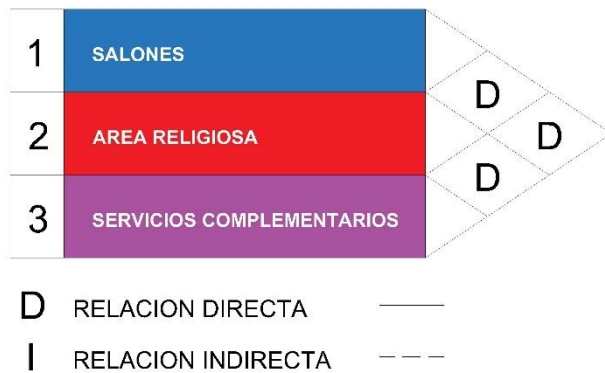 1 SALONES
D
2 AREA RELIGIOSA D
D
3 SERVICIOS COMPLEMENTARIOS
D RELACION DIRECTA
I RELACION INDIRECTA